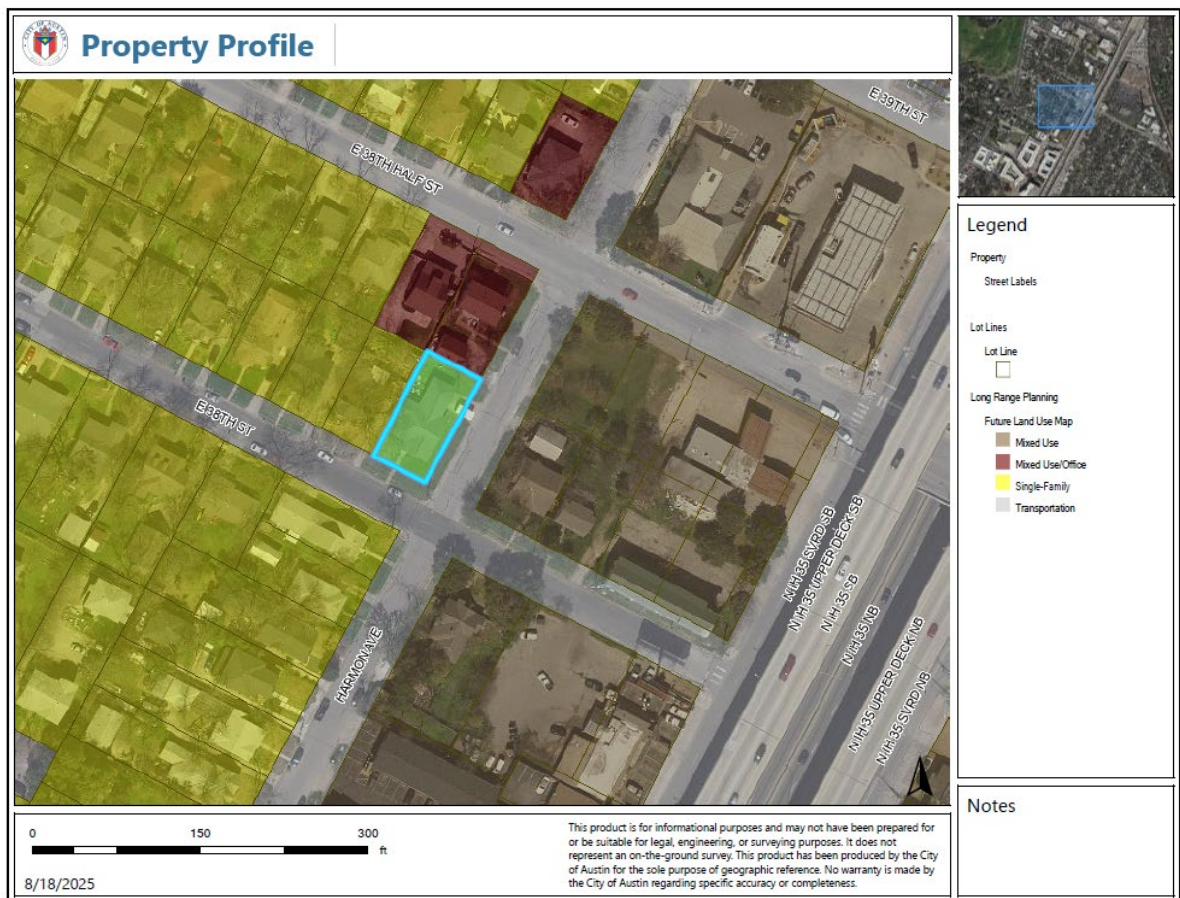 Property Profile
E 39TH ST
E 38TH HALF ST
E 38TH ST
HARMON AVE
N IH 35 SVRD SB
N IH 35 UPPER DECK SB
N IH 35 SB
N IH 35 NB
N IH 35 UPPER DECK NB
N IH 35 SVRD NB
Legend
Property
Street Labels
Lot Lines
Lot Line
Long Range Planning
Future Land Use Map
Mixed Use
Mixed Use/Office
Single-Family
Transportation
Notes
0 150 300
ft
8/18/2025
This product is for informational purposes and may not have been prepared for
or be suitable for legal, engineering, or surveying purposes. It does not
represent an on-the-ground survey. This product has been produced by the City
of Austin for the sole purpose of geographic reference. No warranty is made by
the City of Austin regarding specific accuracy or completeness.